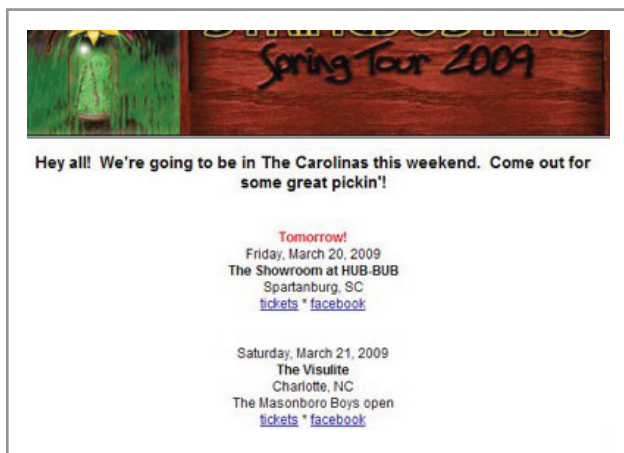 Spring Tour 2009
Hey all! We're going to be in The Carolinas this weekend. Come out for
some great pickin'!
Tomorrow!
Friday, March 20, 2009
The Showroom at HUB-BUB
Spartanburg, SC
tickets * facebook
Saturday, March 21, 2009
The Visulite
Charlotte, NC
The Masonboro Boys open
tickets * facebook